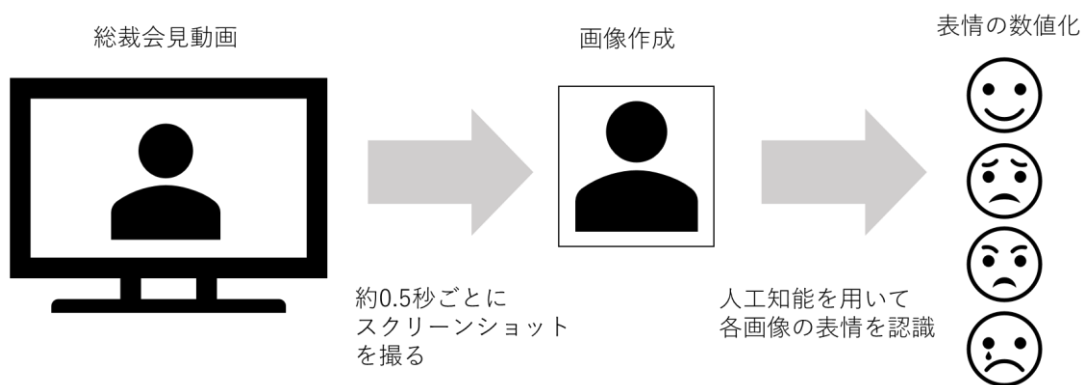 総裁会見動画
画像作成
表情の数値化
約0.5秒ごとに
スクリーンショット
を撮る
人工知能を用いて
各画像の表情を認識